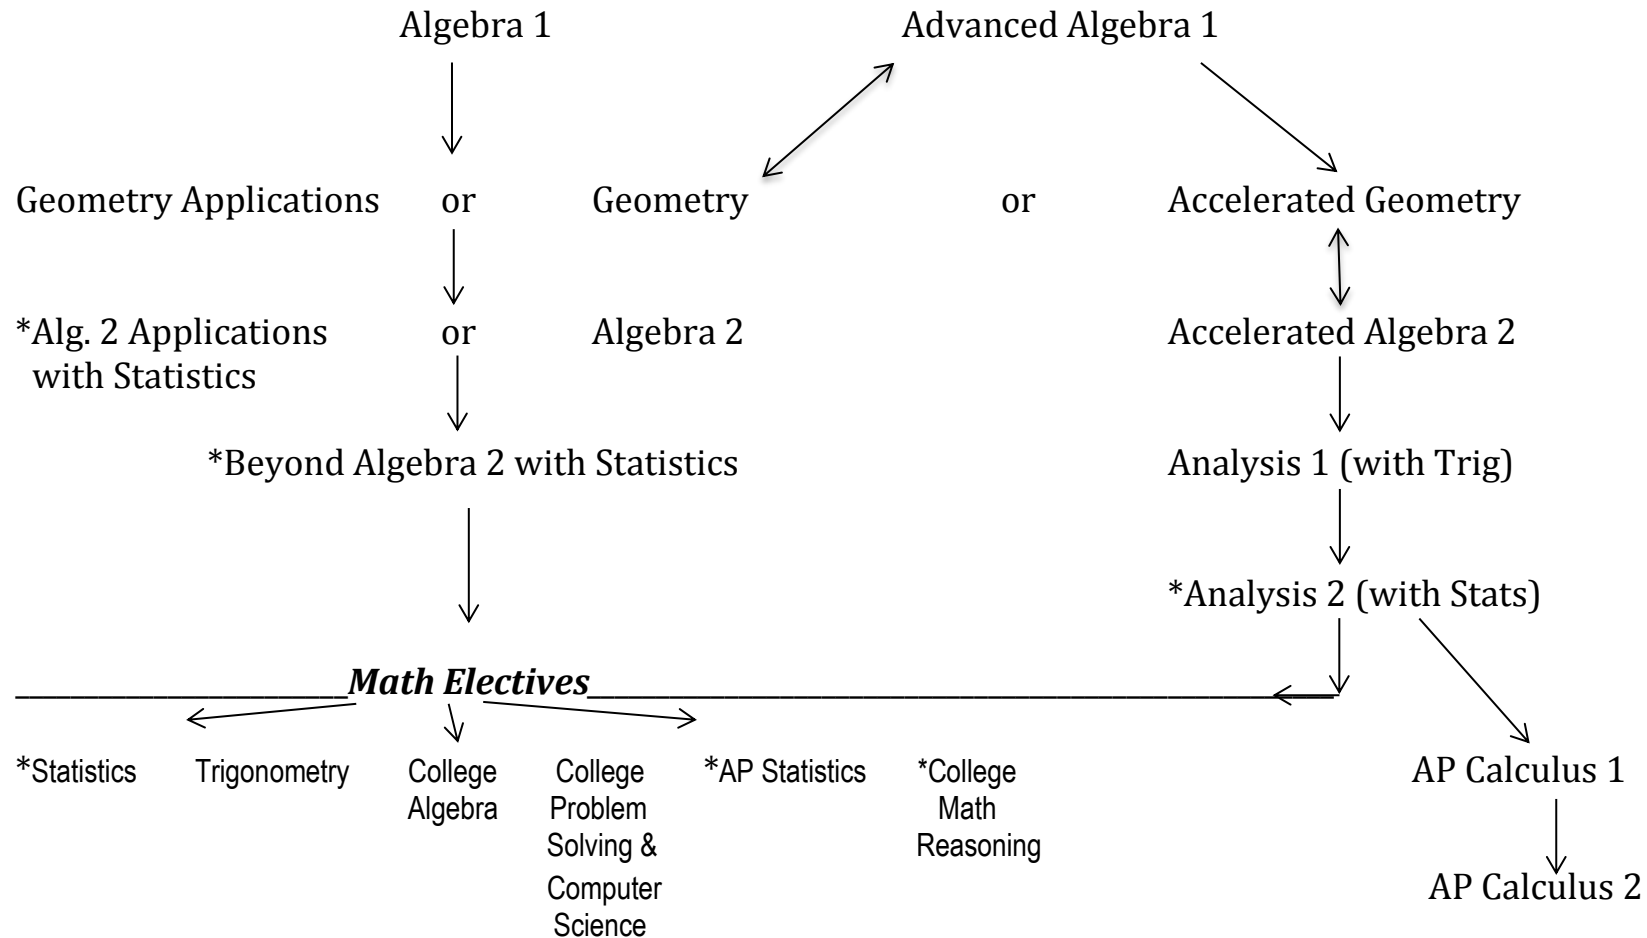 Algebra 1 Advanced Algebra 1
Geometry Applications or Geometry or Accelerated Geometry
*Alg. 2 Applications or Algebra 2 Accelerated Algebra 2
with Statistics
*Beyond Algebra 2 with Statistics Analysis 1 (with Trig)
*Analysis 2 (with Stats)
Math Electives
*Statistics Trigonometry College College *AP Statistics *College AP Calculus 1
Algebra Problem Math
Solving & Reasoning
Computer AP Calculus 2
Science